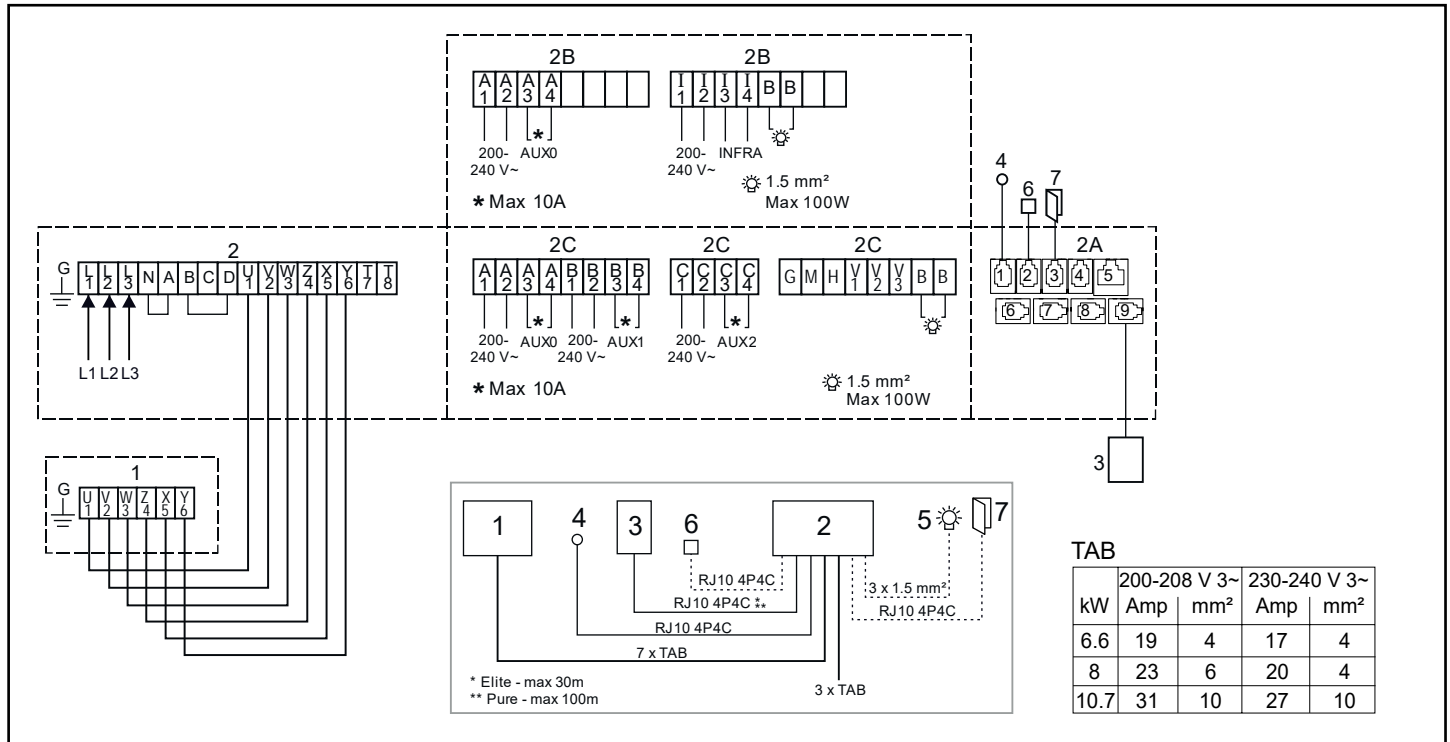 2B 2B
A1 A2 A3 A4
I1 I2 I3 I4 B B
200-240 V~ AUX0
200-240 V~ INFRA
* Max 10A
1.5 mm²
Max 100W
4
6
7
2
G L1 L2 L3 N A B C D U1 V2 W3 Z4 X5 Y6 T7 T8
L1 L2 L3
2C 2C 2C
A1 A2 A3 A4 B1 B2 B3 B4
C1 C2 C3 C4
G M H V1 V2 V3 B B
200-240 V~ * AUX0 200-240 V~ * AUX1
200-240 V~ * AUX2
* Max 10A
1.5 mm²
Max 100W
2A
1 2 3 4 5
6 7 8 9
3
1
G U1 V2 W3 Z4 X5 Y6
1 4 3 6 2 5 7
RJ10 4P4C
3 x 1.5 mm²
RJ10 4P4C * **
RJ10 4P4C
RJ10 4P4C
7 x TAB
3 x TAB
* Elite - max 30m
** Pure - max 100m
TAB
200-208 V 3~ 230-240 V 3~
kW Amp mm² Amp mm²
6.6 19 4 17 4
8 23 6 20 4
10.7 31 10 27 10